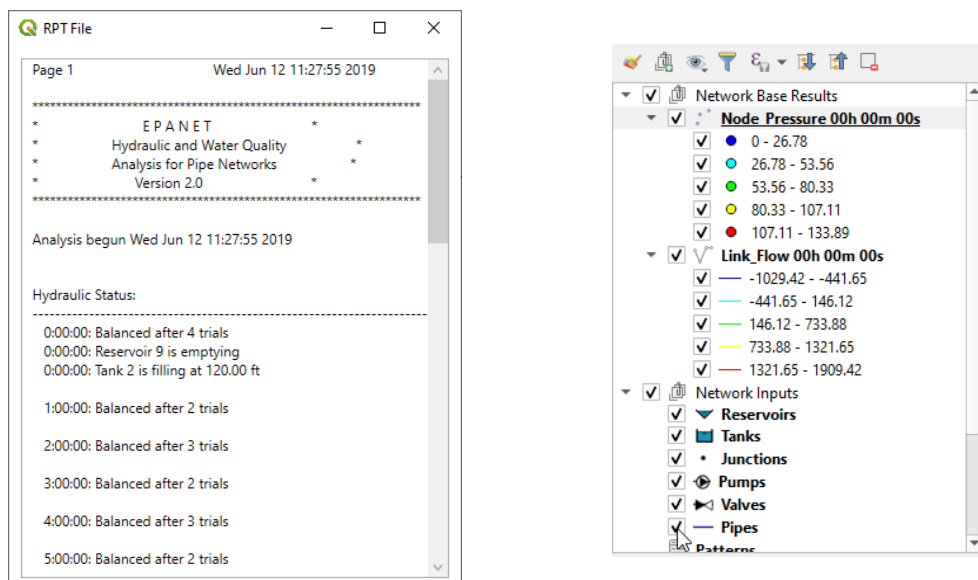 RPT File
Page 1 Wed Jun 12 11:27:55 2019
******************************************************************
* E P A N E T *
* Hydraulic and Water Quality *
* Analysis for Pipe Networks *
* Version 2.0 *
******************************************************************
Analysis begun Wed Jun 12 11:27:55 2019
Hydraulic Status:
-----------------------------------------------------------------------
0:00:00: Balanced after 4 trials
0:00:00: Reservoir 9 is emptying
0:00:00: Tank 2 is filling at 120.00 ft
1:00:00: Balanced after 2 trials
2:00:00: Balanced after 3 trials
3:00:00: Balanced after 2 trials
4:00:00: Balanced after 3 trials
5:00:00: Balanced after 2 trials
Network Base Results
Node_Pressure 00h 00m 00s
0 - 26.78
26.78 - 53.56
53.56 - 80.33
80.33 - 107.11
107.11 - 133.89
Link_Flow 00h 00m 00s
-1029.42 - -441.65
-441.65 - 146.12
146.12 - 733.88
733.88 - 1321.65
1321.65 - 1909.42
Network Inputs
Reservoirs
Tanks
Junctions
Pumps
Valves
Pipes
Patterns